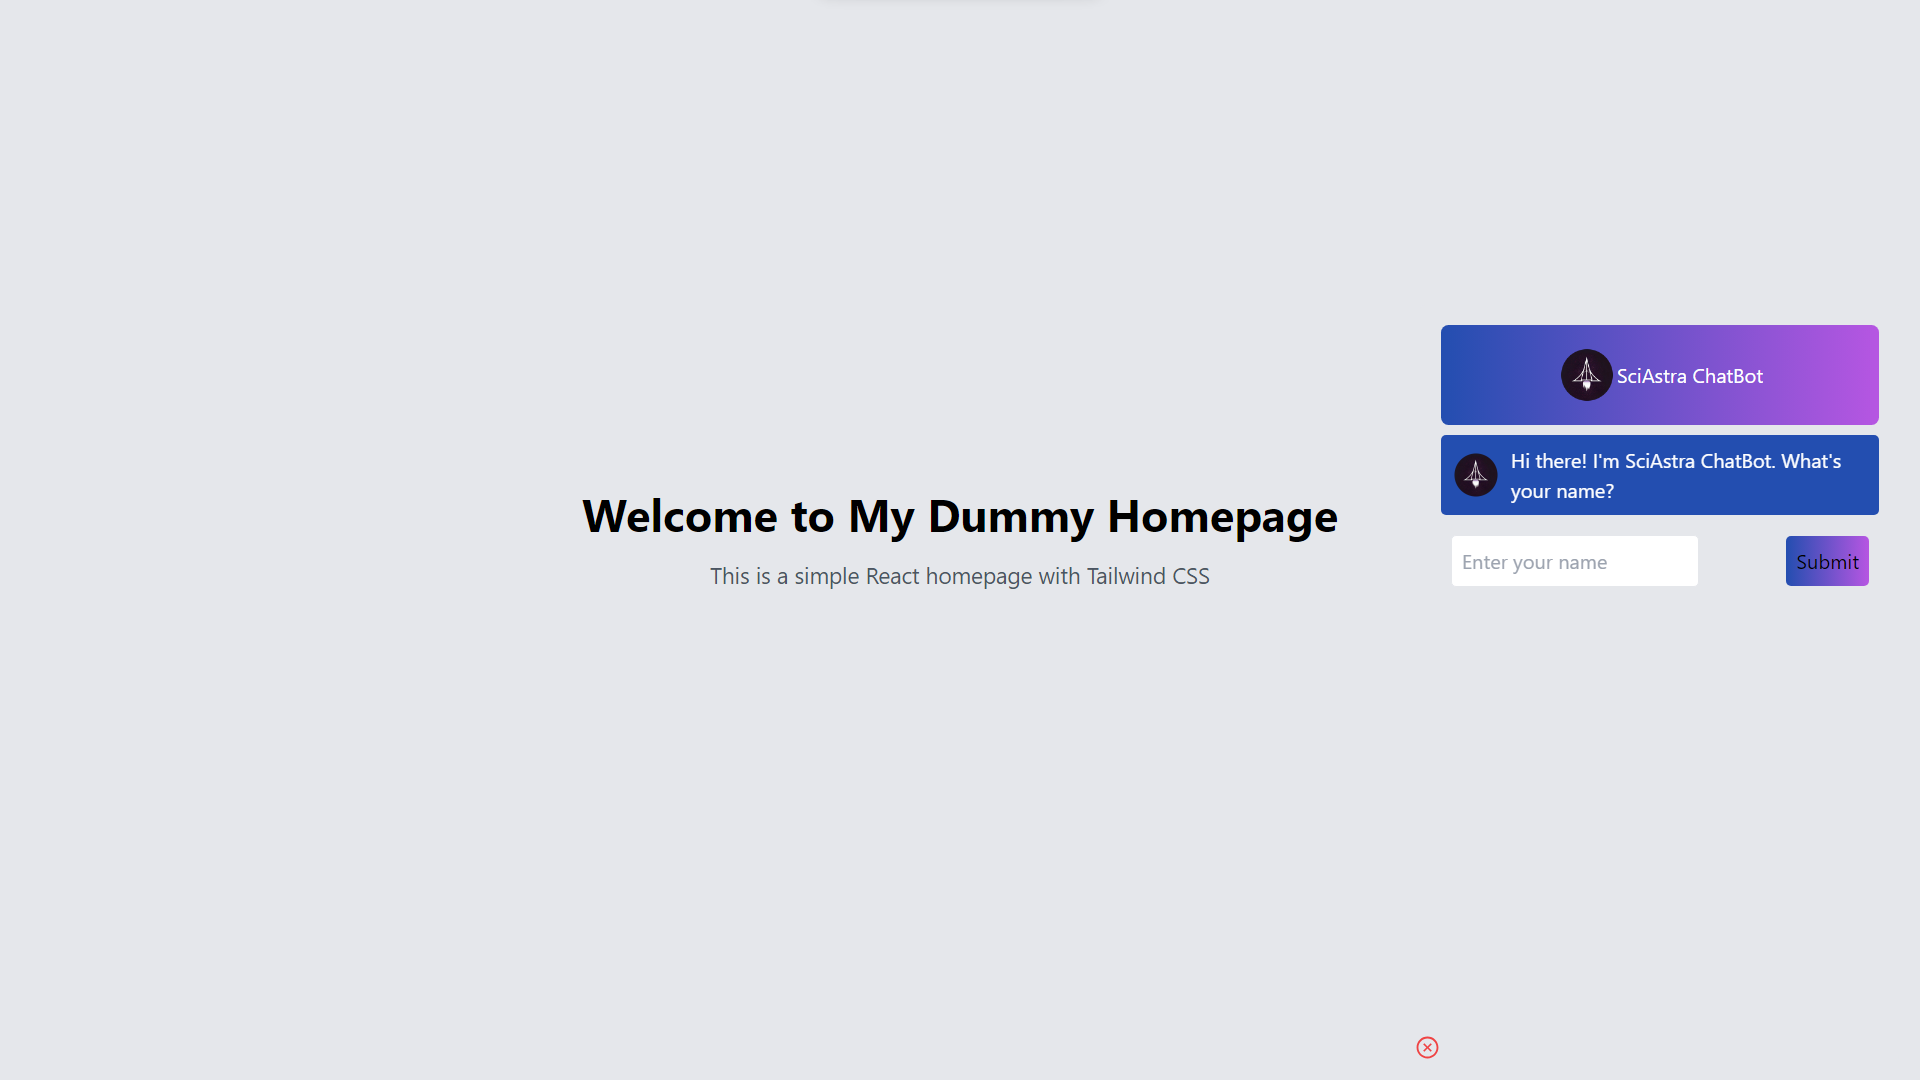 Welcome to My Dummy Homepage
This is a simple React homepage with Tailwind CSS
SciAstra ChatBot
Hi there! I'm SciAstra ChatBot. What's
your name?
Enter your name
Submit